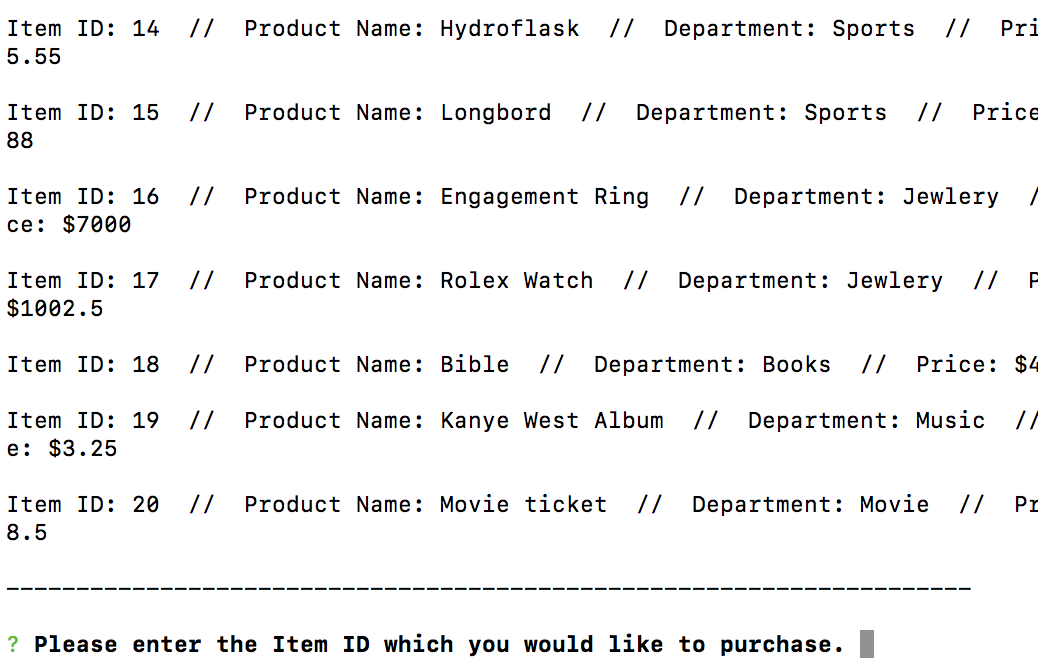 Item ID: 14  //  Product Name: Hydroflask  //  Department: Sports  //  Pri
5.55
Item ID: 15  //  Product Name: Longbord  //  Department: Sports  //  Price
88
Item ID: 16  //  Product Name: Engagement Ring  //  Department: Jewlery  /
ce: $7000
Item ID: 17  //  Product Name: Rolex Watch  //  Department: Jewlery  //  P
$1002.5
Item ID: 18  //  Product Name: Bible  //  Department: Books  //  Price: $4
Item ID: 19  //  Product Name: Kanye West Album  //  Department: Music  //
e: $3.25
Item ID: 20  //  Product Name: Movie ticket  //  Department: Movie  //  Pr
8.5
---------------------------------------------------------------------
? Please enter the Item ID which you would like to purchase.